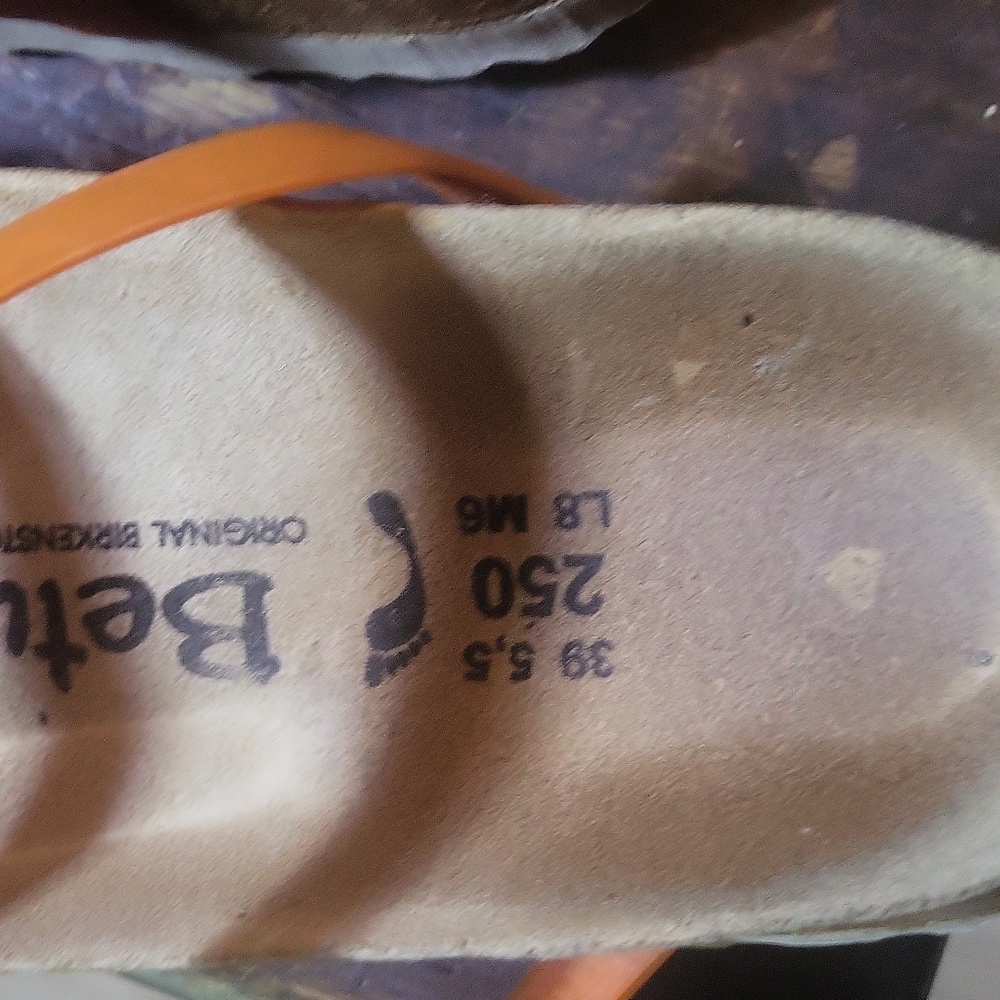 39 5,5
250
L8 M6
Betu
ORIGINAL BIRKENST